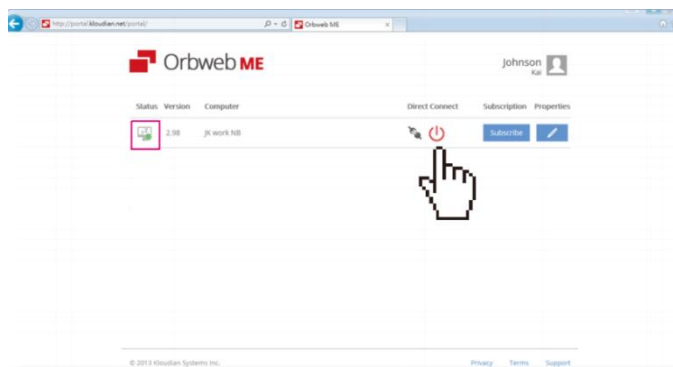 http://portal.kloudian.net/portal/
Orbweb ME
Orbweb ME
Johnson
Kai
Status Version Computer Direct Connect Subscription Properties
2.98 JK work NB Subscribe
© 2013 Kloudian Systems Inc. Privacy Terms Support